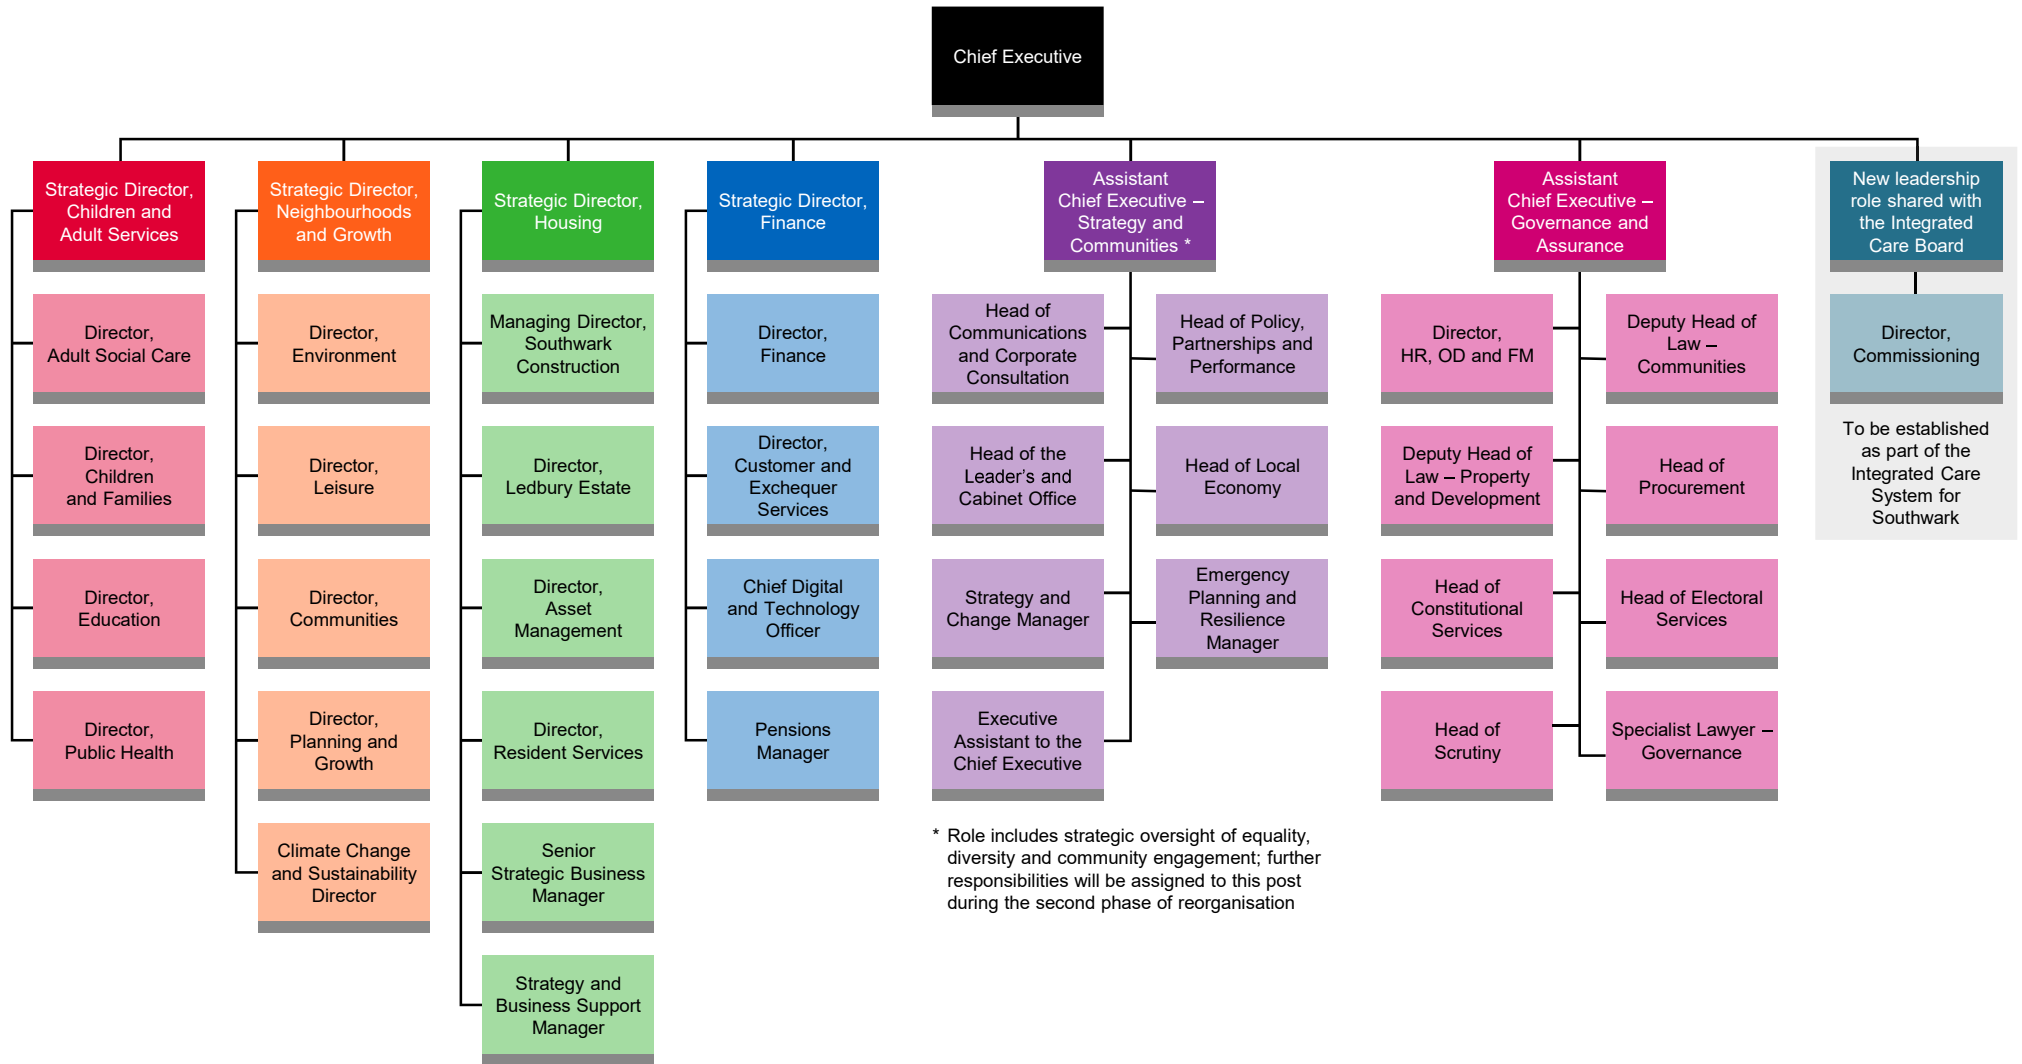 Chief Executive
Strategic Director,
Children and
Adult Services
Strategic Director,
Neighbourhoods
and Growth
Strategic Director,
Housing
Strategic Director,
Finance
Assistant
Chief Executive –
Strategy and
Communities *
Assistant
Chief Executive –
Governance and
Assurance
New leadership
role shared with
the Integrated
Care Board
Director,
Adult Social Care
Director,
Children
and Families
Director,
Education
Director,
Public Health
Director,
Environment
Director,
Leisure
Director,
Communities
Director,
Planning and
Growth
Climate Change
and Sustainability
Director
Managing Director,
Southwark
Construction
Director,
Ledbury Estate
Director,
Asset
Management
Director,
Resident Services
Senior
Strategic Business
Manager
Strategy and
Business Support
Manager
Director,
Finance
Director,
Customer and
Exchequer
Services
Chief Digital
and Technology
Officer
Pensions
Manager
Head of
Communications
and Corporate
Consultation
Head of Policy,
Partnerships and
Performance
Head of the
Leader’s and
Cabinet Office
Head of Local
Economy
Strategy and
Change Manager
Emergency
Planning and
Resilience
Manager
Executive
Assistant to the
Chief Executive
* Role includes strategic oversight of equality,
diversity and community engagement; further
responsibilities will be assigned to this post
during the second phase of reorganisation
Director,
HR, OD and FM
Deputy Head of
Law –
Communities
Deputy Head of
Law – Property
and Development
Head of
Procurement
Head of
Constitutional
Services
Head of Electoral
Services
Head of
Scrutiny
Specialist Lawyer –
Governance
Director,
Commissioning
To be established
as part of the
Integrated Care
System for
Southwark